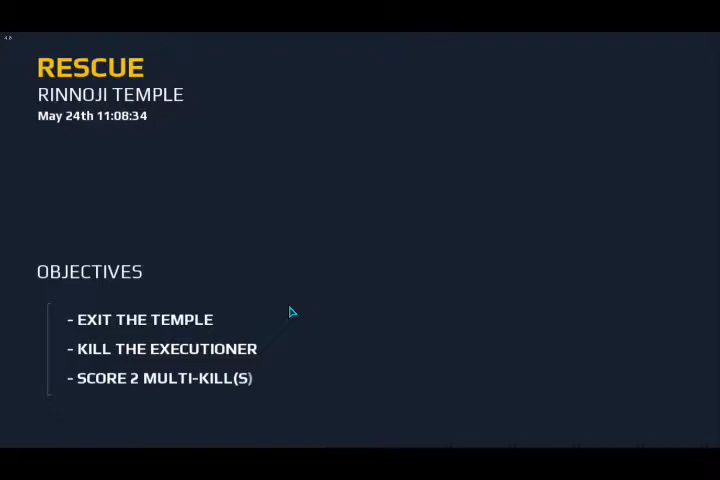 48
RESCUE
RINNOJI TEMPLE
May 24th 11:08:34
OBJECTIVES
- EXIT THE TEMPLE
- KILL THE EXECUTIONER
- SCORE 2 MULTI-KILL(S)